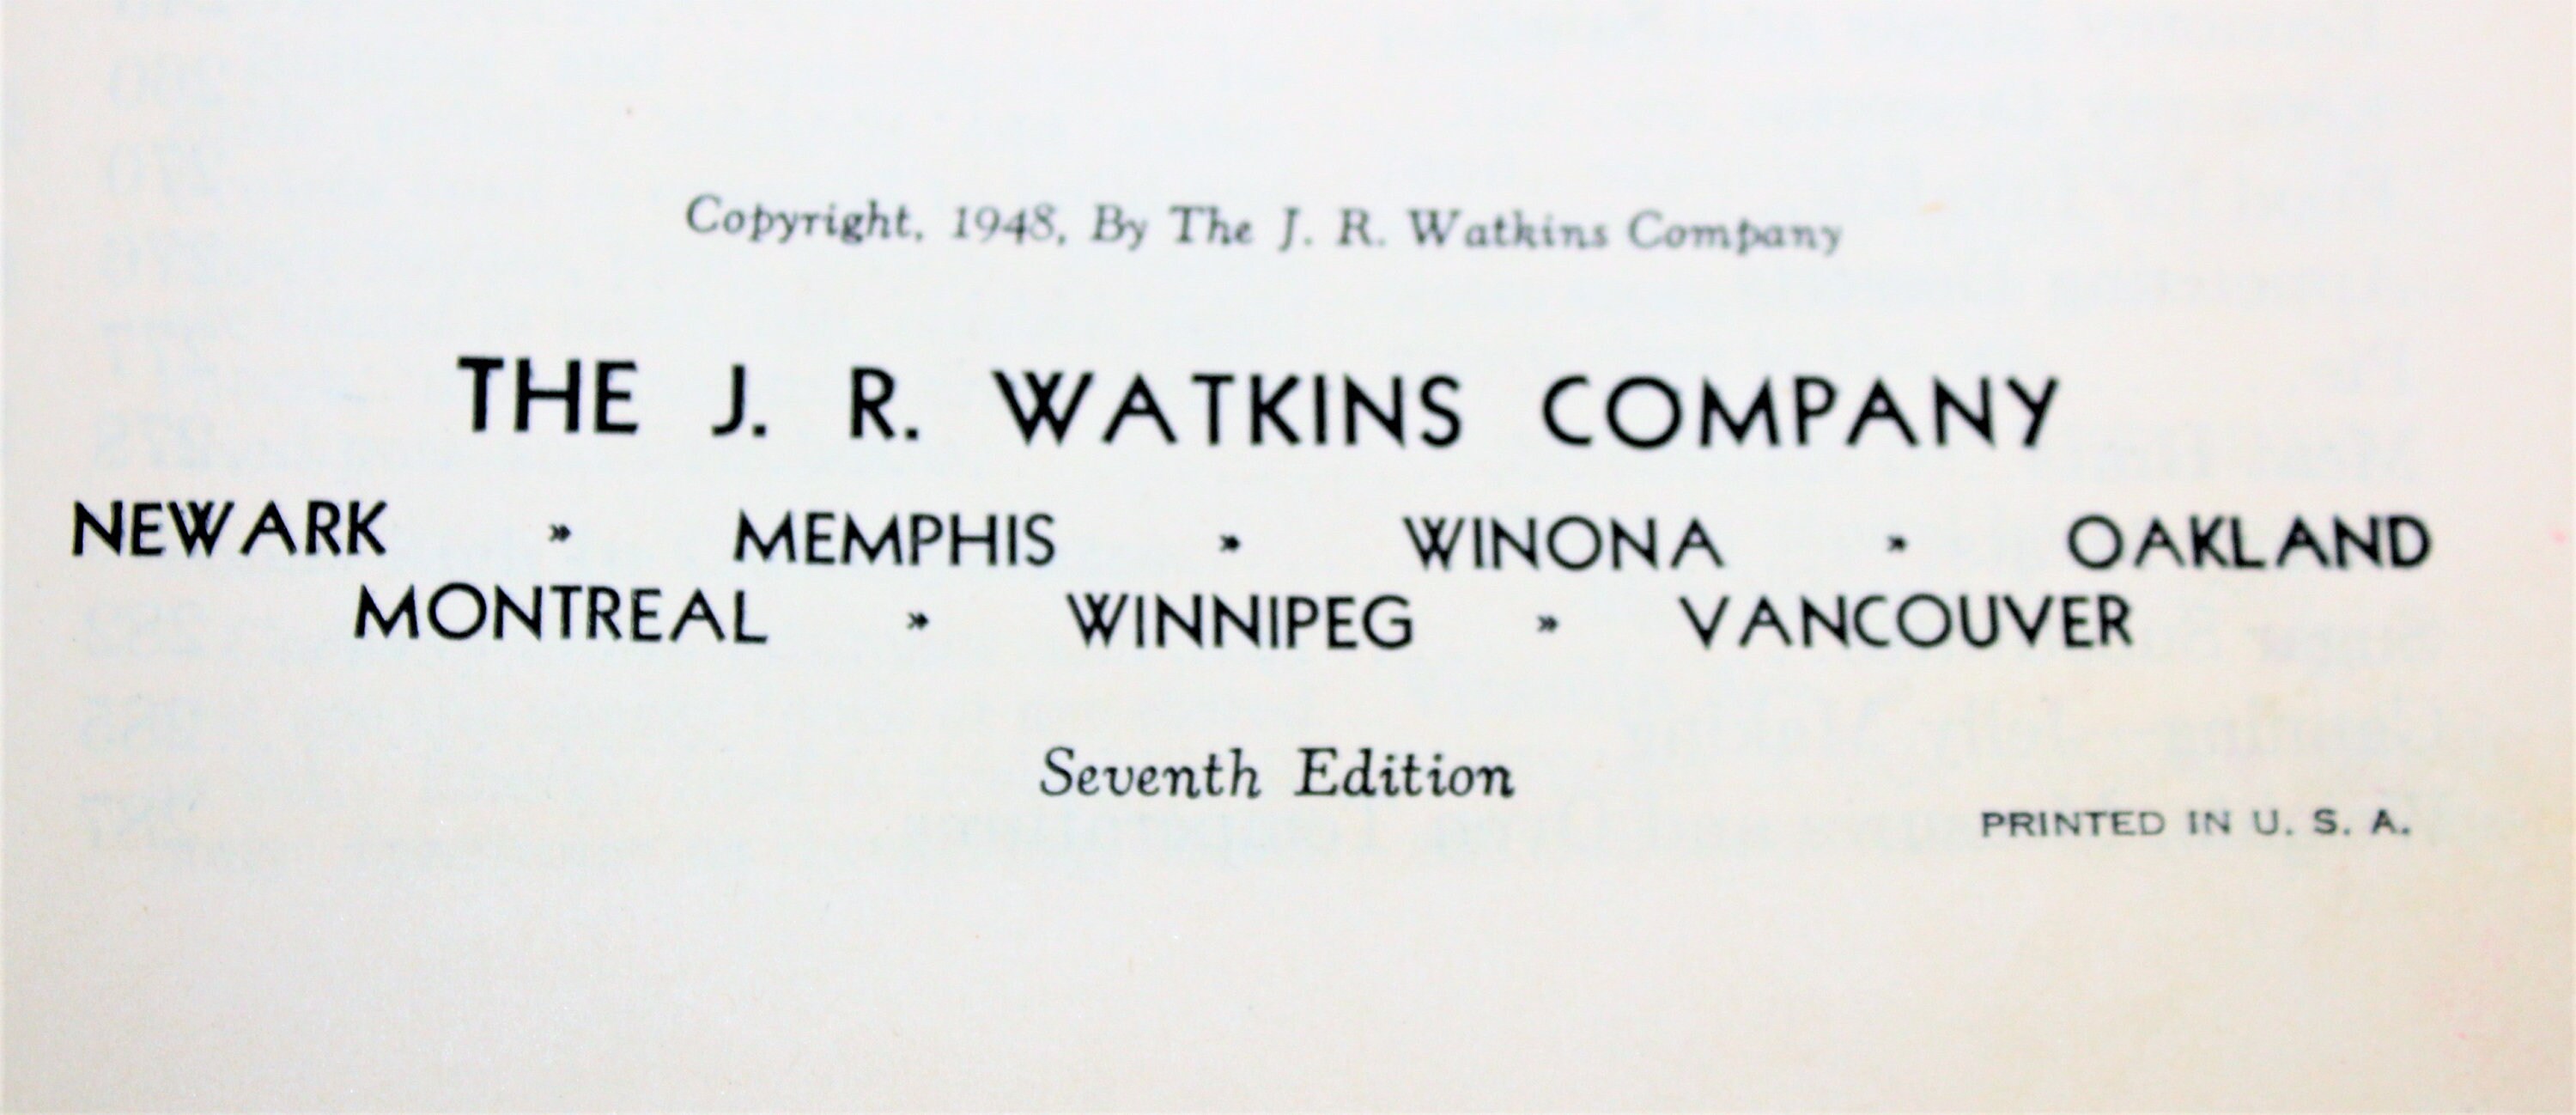 Copyright, 1948, By The J. R. Watkins Company
THE J. R. WATKINS COMPANY
NEWARK » MEMPHIS » WINONA » OAKLAND
MONTREAL » WINNIPEG » VANCOUVER
Seventh Edition
PRINTED IN U. S. A.